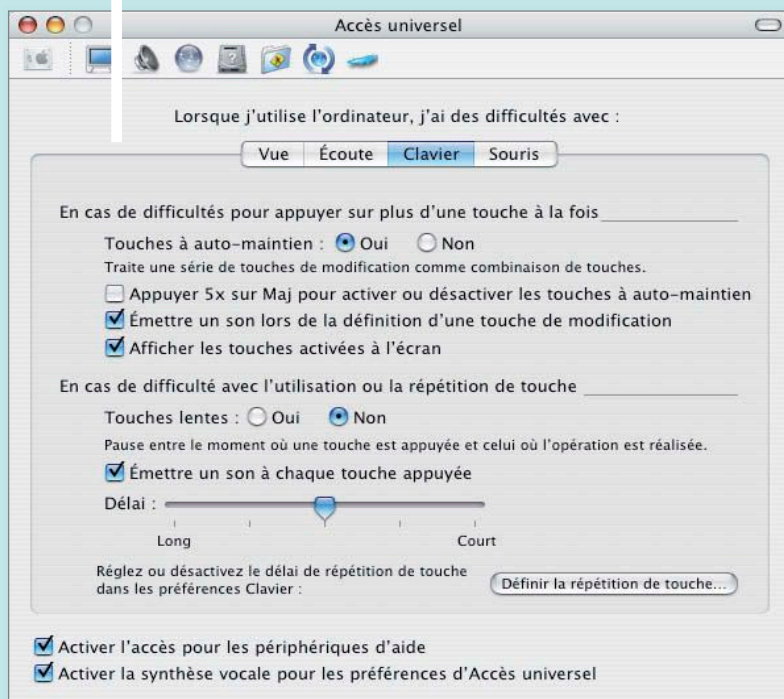 Accès universel
Lorsque j'utilise l'ordinateur, j'ai des difficultés avec :
Vue Écoute Clavier Souris
En cas de difficultés pour appuyer sur plus d'une touche à la fois
Touches à auto-maintien : Oui Non
Traite une série de touches de modification comme combinaison de touches.
Appuyer 5x sur Maj pour activer ou désactiver les touches à auto-maintien
Émettre un son lors de la définition d'une touche de modification
Afficher les touches activées à l'écran
En cas de difficulté avec l'utilisation ou la répétition de touche
Touches lentes : Oui Non
Pause entre le moment où une touche est appuyée et celui où l'opération est réalisée.
Émettre un son à chaque touche appuyée
Délai :
Long Court
Réglez ou désactivez le délai de répétition de touche
dans les préférences Clavier :
Définir la répétition de touche...
Activer l'accès pour les périphériques d'aide
Activer la synthèse vocale pour les préférences d'Accès universel